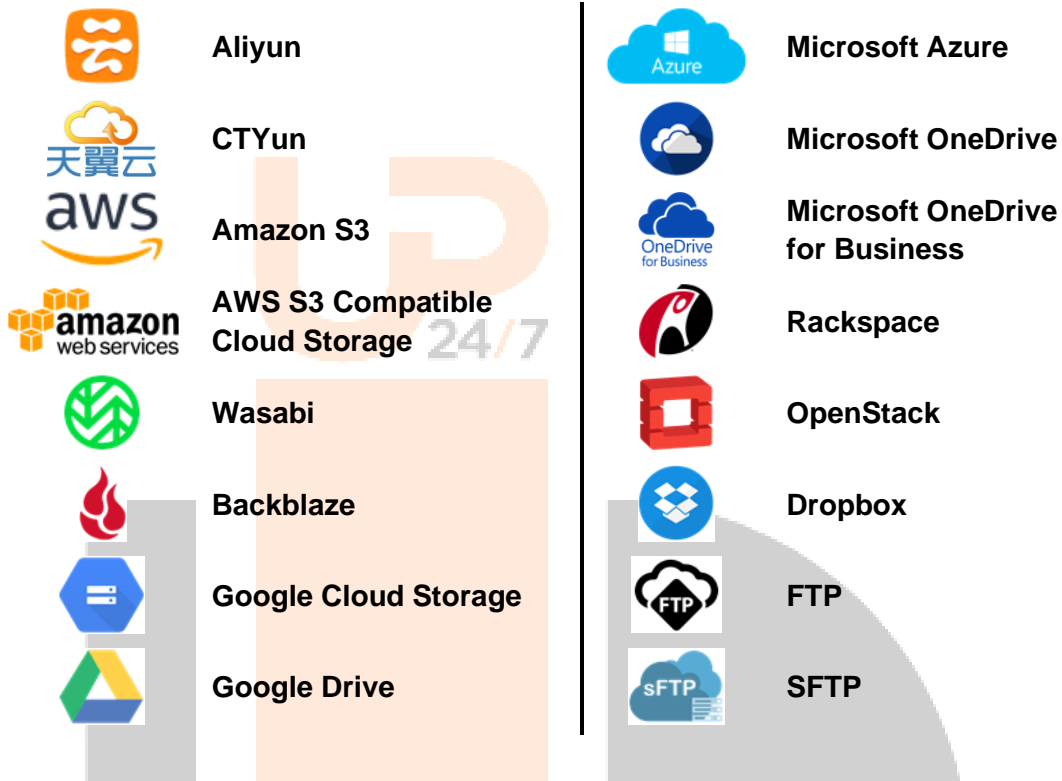 Aliyun
天翼云
CTYun
aws
Amazon S3
amazon
web services
AWS S3 Compatible
Cloud Storage
Wasabi
Backblaze
Google Cloud Storage
Google Drive
Azure
Microsoft Azure
Microsoft OneDrive
OneDrive
for Business
Microsoft OneDrive
for Business
Rackspace
OpenStack
Dropbox
FTP
FTP
sFTP
SFTP
UP
24/7